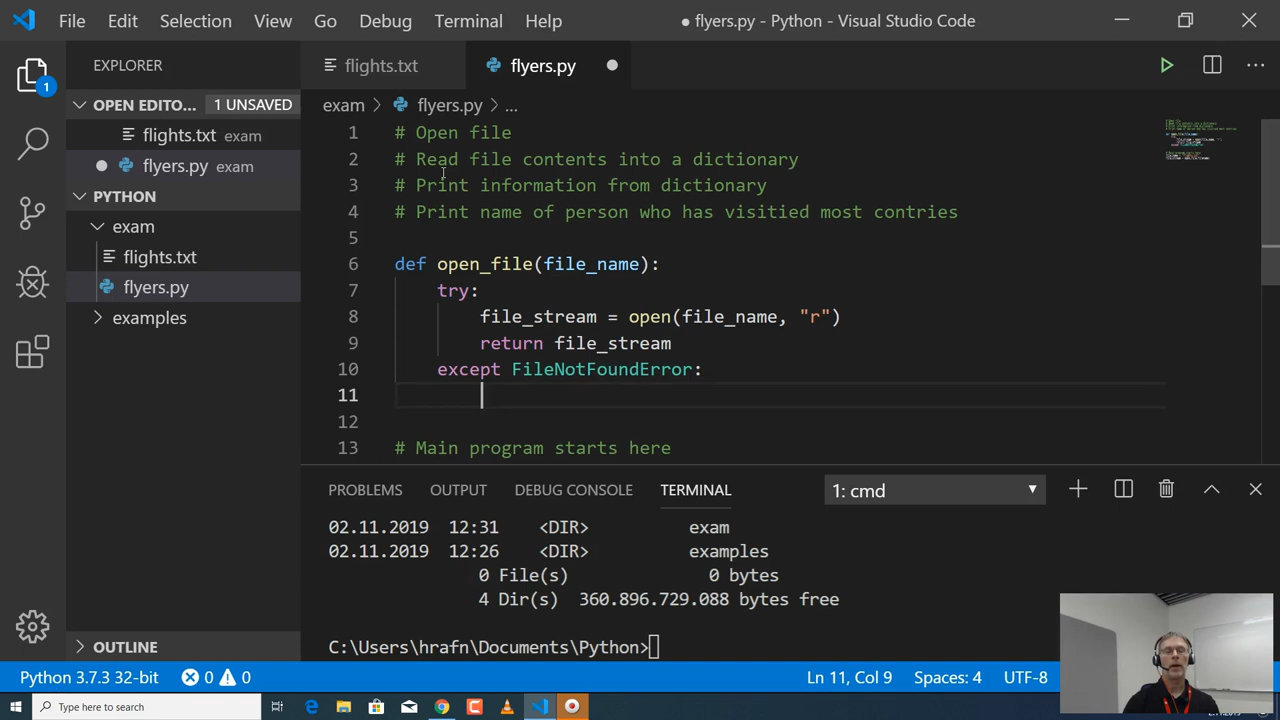 File Edit Selection View Go Debug Terminal Help
● flyers.py - Python - Visual Studio Code
EXPLORER
flights.txt
flyers.py
OPEN EDITO... 1 UNSAVED
flights.txt exam
flyers.py exam
PYTHON
exam
flights.txt
flyers.py
examples
OUTLINE
1
exam > flyers.py > ...
1 # Open file
2 # Read file contents into a dictionary
3 # Print information from dictionary
4 # Print name of person who has visitied most contries
5
6 def open_file(file_name):
7 try:
8 file_stream = open(file_name, "r")
9 return file_stream
10 except FileNotFoundError:
11
12
13 # Main program starts here
PROBLEMS OUTPUT DEBUG CONSOLE TERMINAL 1: cmd
02.11.2019 12:31 <DIR> exam
02.11.2019 12:26 <DIR> examples
0 File(s) 0 bytes
4 Dir(s) 360.896.729.088 bytes free
C:\Users\hrafn\Documents\Python>
Python 3.7.3 32-bit 0 0 Ln 11, Col 9 Spaces: 4 UTF-8
Type here to search